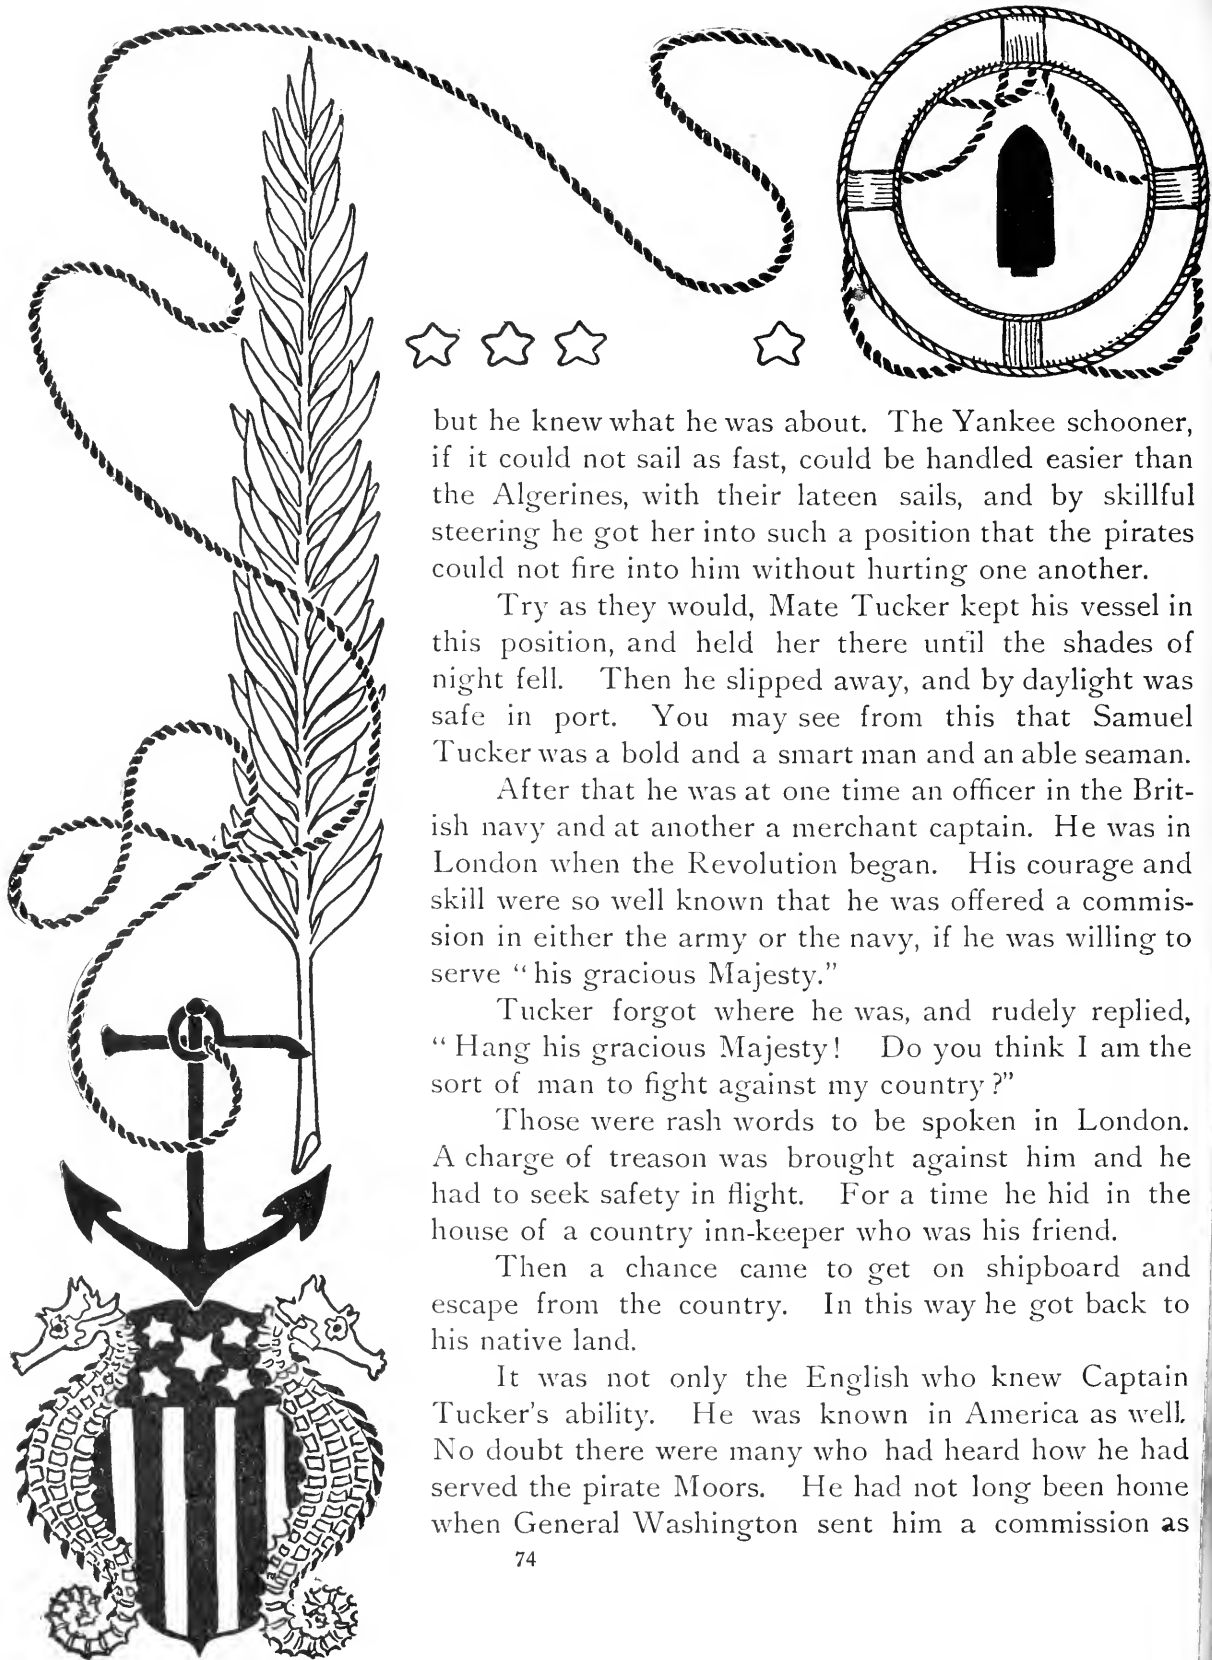 but he knew what he was about. The Yankee schooner,
if it could not sail as fast, could be handled easier than
the Algerines, with their lateen sails, and by skillful
steering he got her into such a position that the pirates
could not fire into him without hurting one another.
Try as they would, Mate Tucker kept his vessel in
this position, and held her there until the shades of
night fell. Then he slipped away, and by daylight was
safe in port. You may see from this that Samuel
Tucker was a bold and a smart man and an able seaman.
After that he was at one time an officer in the Brit-
ish navy and at another a merchant captain. He was in
London when the Revolution began. His courage and
skill were so well known that he was offered a commis-
sion in either the army or the navy, if he was willing to
serve "his gracious Majesty."
Tucker forgot where he was, and rudely replied,
"Hang his gracious Majesty! Do you think I am the
sort of man to fight against my country?"
Those were rash words to be spoken in London.
A charge of treason was brought against him and he
had to seek safety in flight. For a time he hid in the
house of a country inn-keeper who was his friend.
Then a chance came to get on shipboard and
escape from the country. In this way he got back to
his native land.
It was not only the English who knew Captain
Tucker's ability. He was known in America as well.
No doubt there were many who had heard how he had
served the pirate Moors. He had not long been home
when General Washington sent him a commission as
74